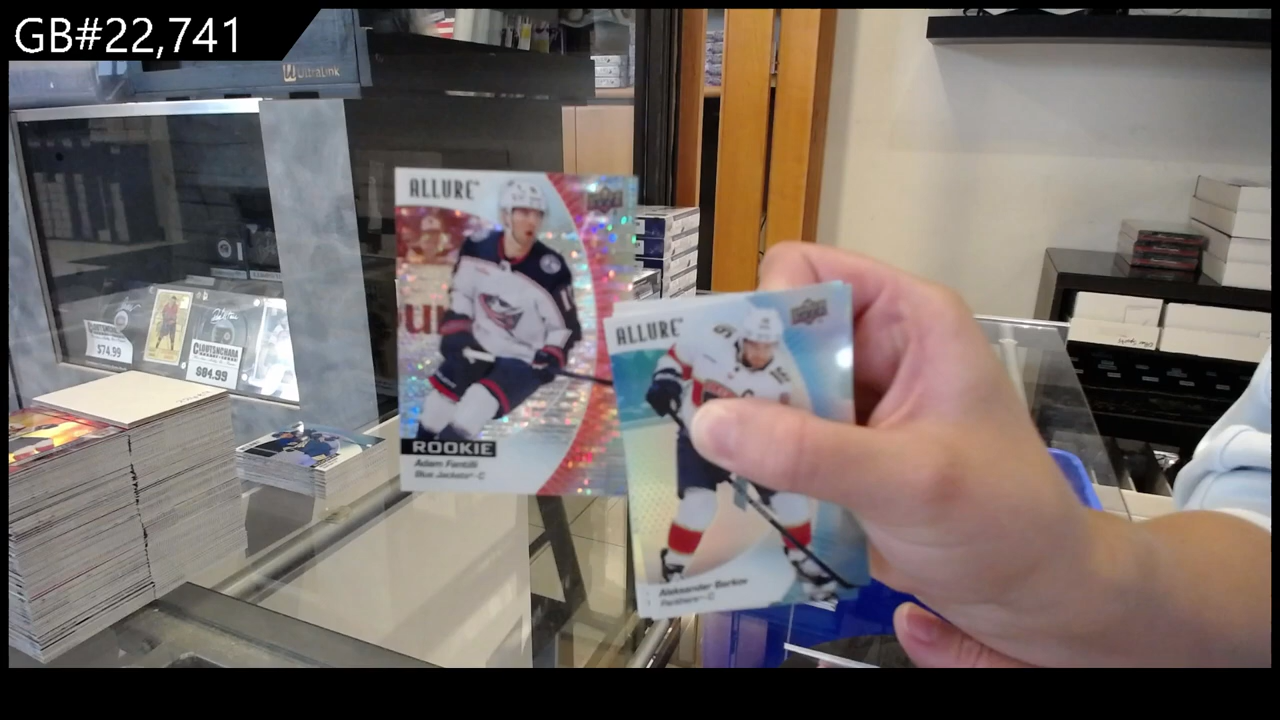 GB#22,741
UltraLink
ALLURE
ROOKIE
Adam Fantilli
Blue Jackets - C
ALLURE
Aleksander Barkov
Panthers - C
$74.99
$84.99